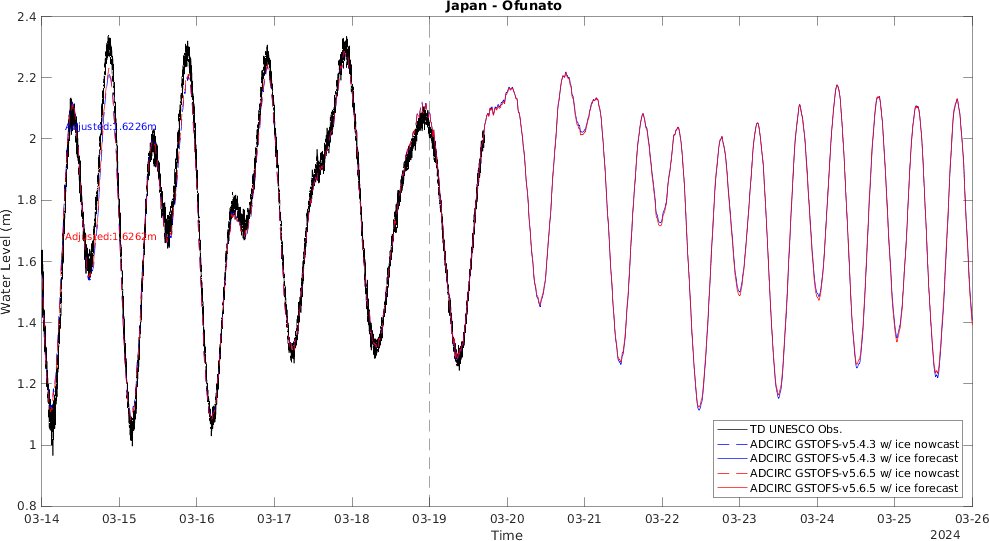 Japan - Ofunato
2.4
2.2
2
1.8
1.6
1.4
1.2
1
0.8
Water Level (m)
Adjusted:1.6226m
Adjusted:1.6262m
TD UNESCO Obs.
ADCIRC GSTOFS-v5.4.3 w/ ice nowcast
ADCIRC GSTOFS-v5.4.3 w/ ice forecast
ADCIRC GSTOFS-v5.6.5 w/ ice nowcast
ADCIRC GSTOFS-v5.6.5 w/ ice forecast
03-14 03-15 03-16 03-17 03-18 03-19 03-20 03-21 03-22 03-23 03-24 03-25 03-26
Time
2024